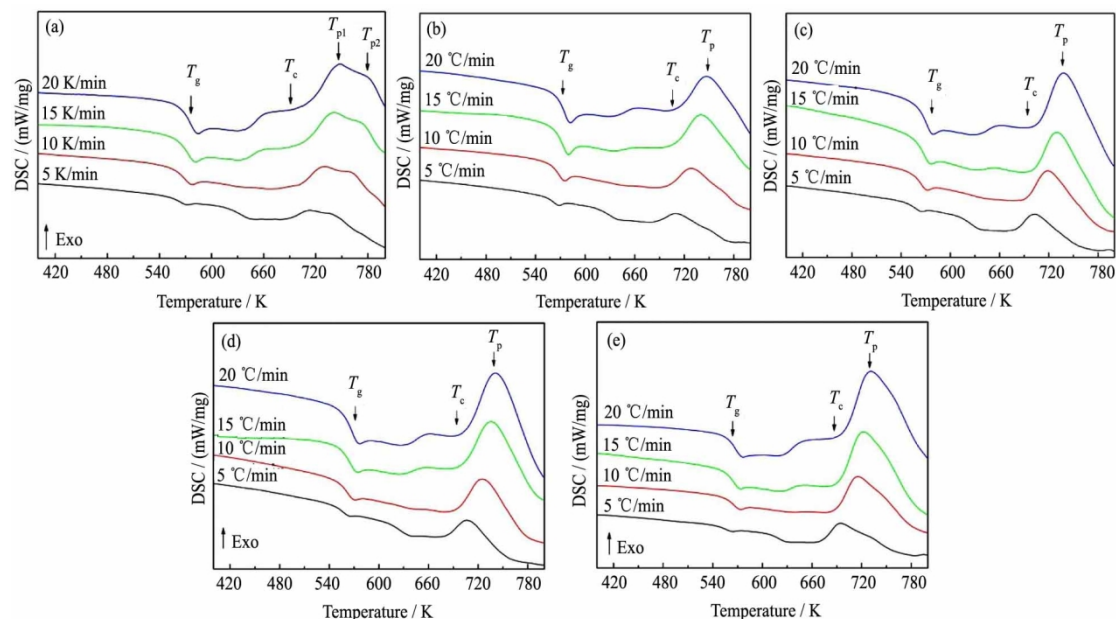 (a)
Tp1
Tp2
Tg
Tc
20 K/min
15 K/min
10 K/min
5 K/min
Exo
DSC / (mW/mg)
420 480 540 600 660 720 780
Temperature / K
(b)
Tp
Tg
Tc
20 ℃/min
15 ℃/min
10 ℃/min
5 ℃/min
DSC / (mW/mg)
420 480 540 600 660 720 780
Temperature / K
(c)
Tp
Tg
Tc
20 ℃/min
15 ℃/min
10 ℃/min
5 ℃/min
DSC / (mW/mg)
420 480 540 600 660 720 780
Temperature / K
(d)
Tp
Tg
Tc
20 ℃/min
15 ℃/min
10 ℃/min
5 ℃/min
Exo
DSC / (mW/mg)
420 480 540 600 660 720 780
Temperature / K
(e)
Tp
Tg
Tc
20 ℃/min
15 ℃/min
10 ℃/min
5 ℃/min
Exo
DSC / (mW/mg)
420 480 540 600 660 720 780
Temperature / K